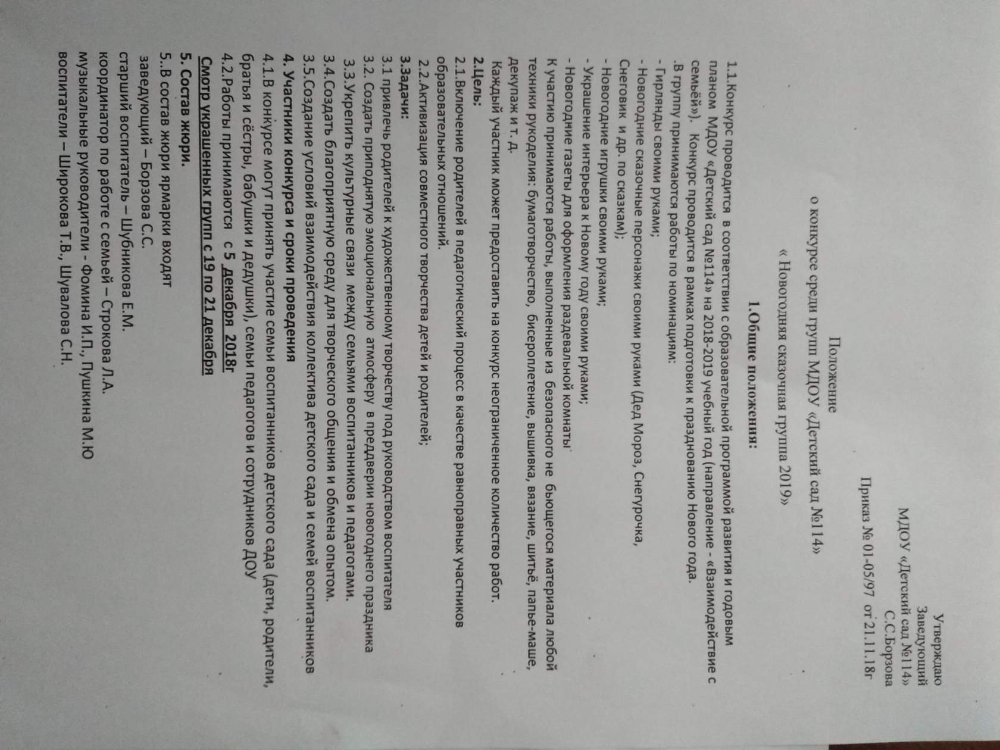 Утверждаю
Заведующий
МДОУ «Детский сад №114»
С.С.Борзова
Приказ № 01-05/97 от 21.11.18г
Положение
о конкурсе среди групп МДОУ «Детский сад №114»
« Новогодняя сказочная группа 2019»
1.Общие положения:
1.1.Конкурс проводится в соответствии с образовательной программой развития и годовым
планом МДОУ «Детский сад №114» на 2018-2019 учебный год (направление - «Взаимодействие с
семьёй»). Конкурс проводится в рамках подготовки к празднованию Нового года.
.В группу принимаются работы по номинациям:
- Гирлянды своими руками;
- Новогодние сказочные персонажи своими руками (Дед Мороз, Снегурочка,
Снеговик и др. по сказкам);
- Новогодние игрушки своими руками;
- Украшение интерьера к Новому году своими руками;
- Новогодние газеты для оформления раздевальной комнаты
К участию принимаются работы, выполненные из безопасного не бьющегося материала любой
техники рукоделия: бумаготворчество, бисероплетение, вышивка, вязание, шитьё, папье-маше,
декупаж и т. д.
Каждый участник может предоставить на конкурс неограниченное количество работ.
2.Цель:
2.1.Включение родителей в педагогический процесс в качестве равноправных участников
образовательных отношений.
2.2.Активизация совместного творчества детей и родителей;
3.Задачи:
3.1 привлечь родителей к художественному творчеству под руководством воспитателя
3.2. Создать приподнятую эмоциональную атмосферу в преддверии новогоднего праздника
3.3.Укрепить культурные связи между семьями воспитанников и педагогами.
3.4.Создать благоприятную среду для творческого общения и обмена опытом.
3.5.Создание условий взаимодействия коллектива детского сада и семей воспитанников
4. Участники конкурса и сроки проведения
4.1.В конкурсе могут принять участие семьи воспитанников детского сада (дети, родители,
братья и сёстры, бабушки и дедушки), семьи педагогов и сотрудников ДОУ
4.2.Работы принимаются с 5 декабря 2018г
Смотр украшенных групп с 19 по 21 декабря
5. Состав жюри.
5..В состав жюри ярмарки входят
заведующий – Борзова С.С.
старший воспитатель – Шубникова Е.М.
координатор по работе с семьей – Строкова Л.А.
музыкальные руководители - Фомина И.П., Пушкина М.Ю
воспитатели – Широкова Т.В., Шувалова С.Н.